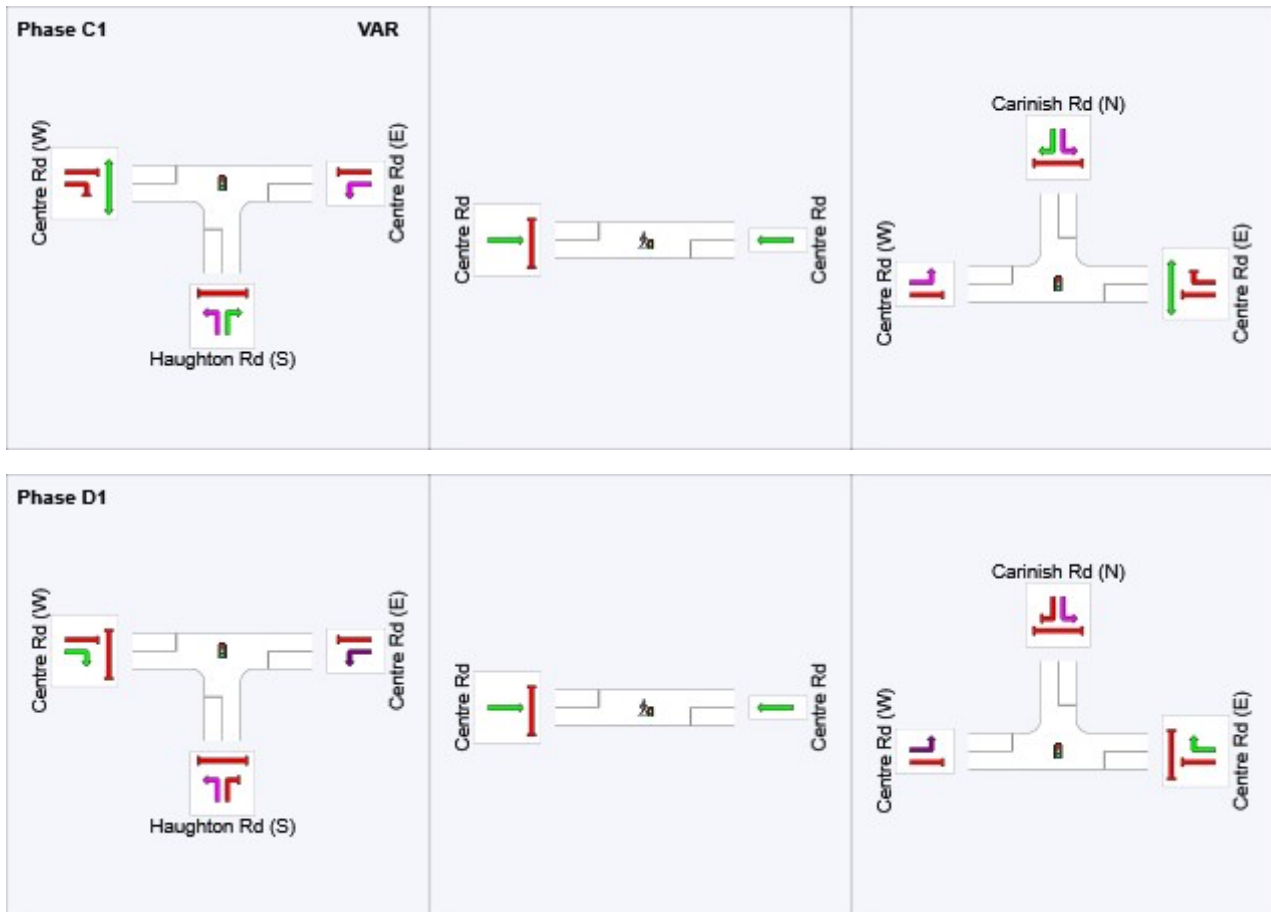 Phase C1
VAR
Centre Rd (W)
Centre Rd (E)
Haughton Rd (S)
Centre Rd
Centre Rd
Carinish Rd (N)
Centre Rd (W)
Centre Rd (E)
Phase D1
Centre Rd (W)
Centre Rd (E)
Haughton Rd (S)
Centre Rd
Centre Rd
Carinish Rd (N)
Centre Rd (W)
Centre Rd (E)